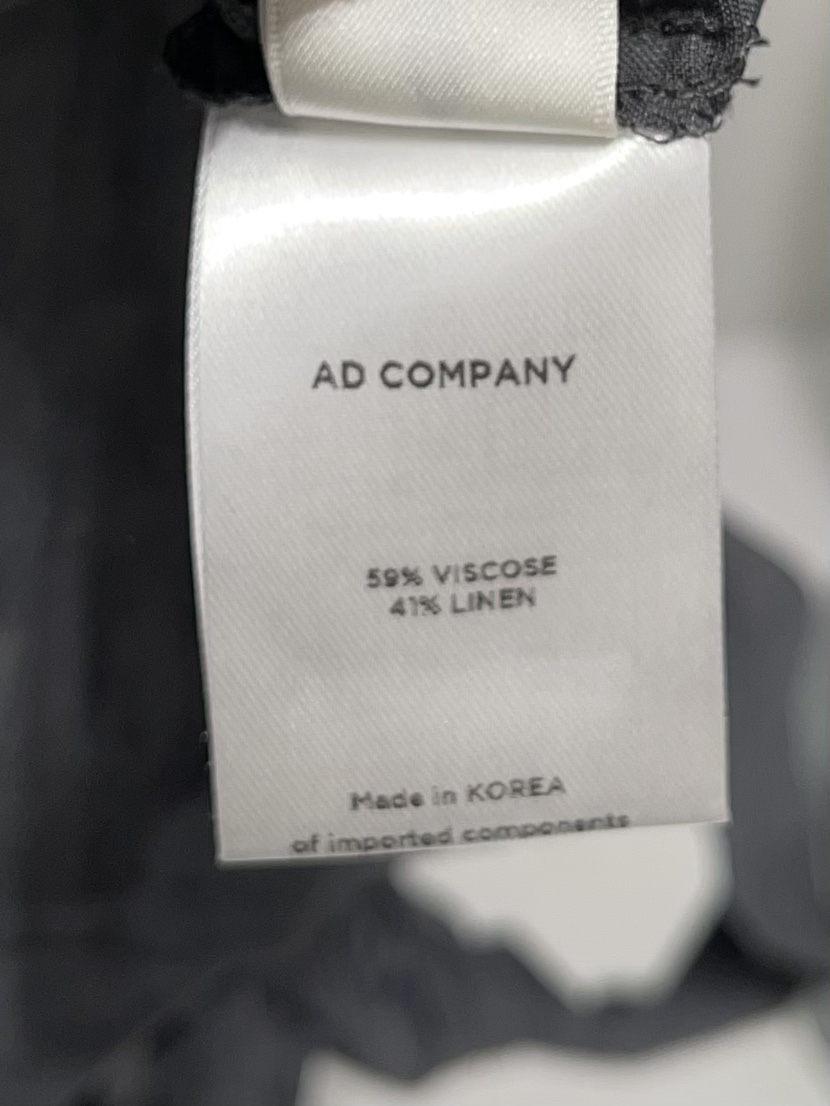 AD COMPANY
59% VISCOSE
41% LINEN
Made in KOREA
of imported components